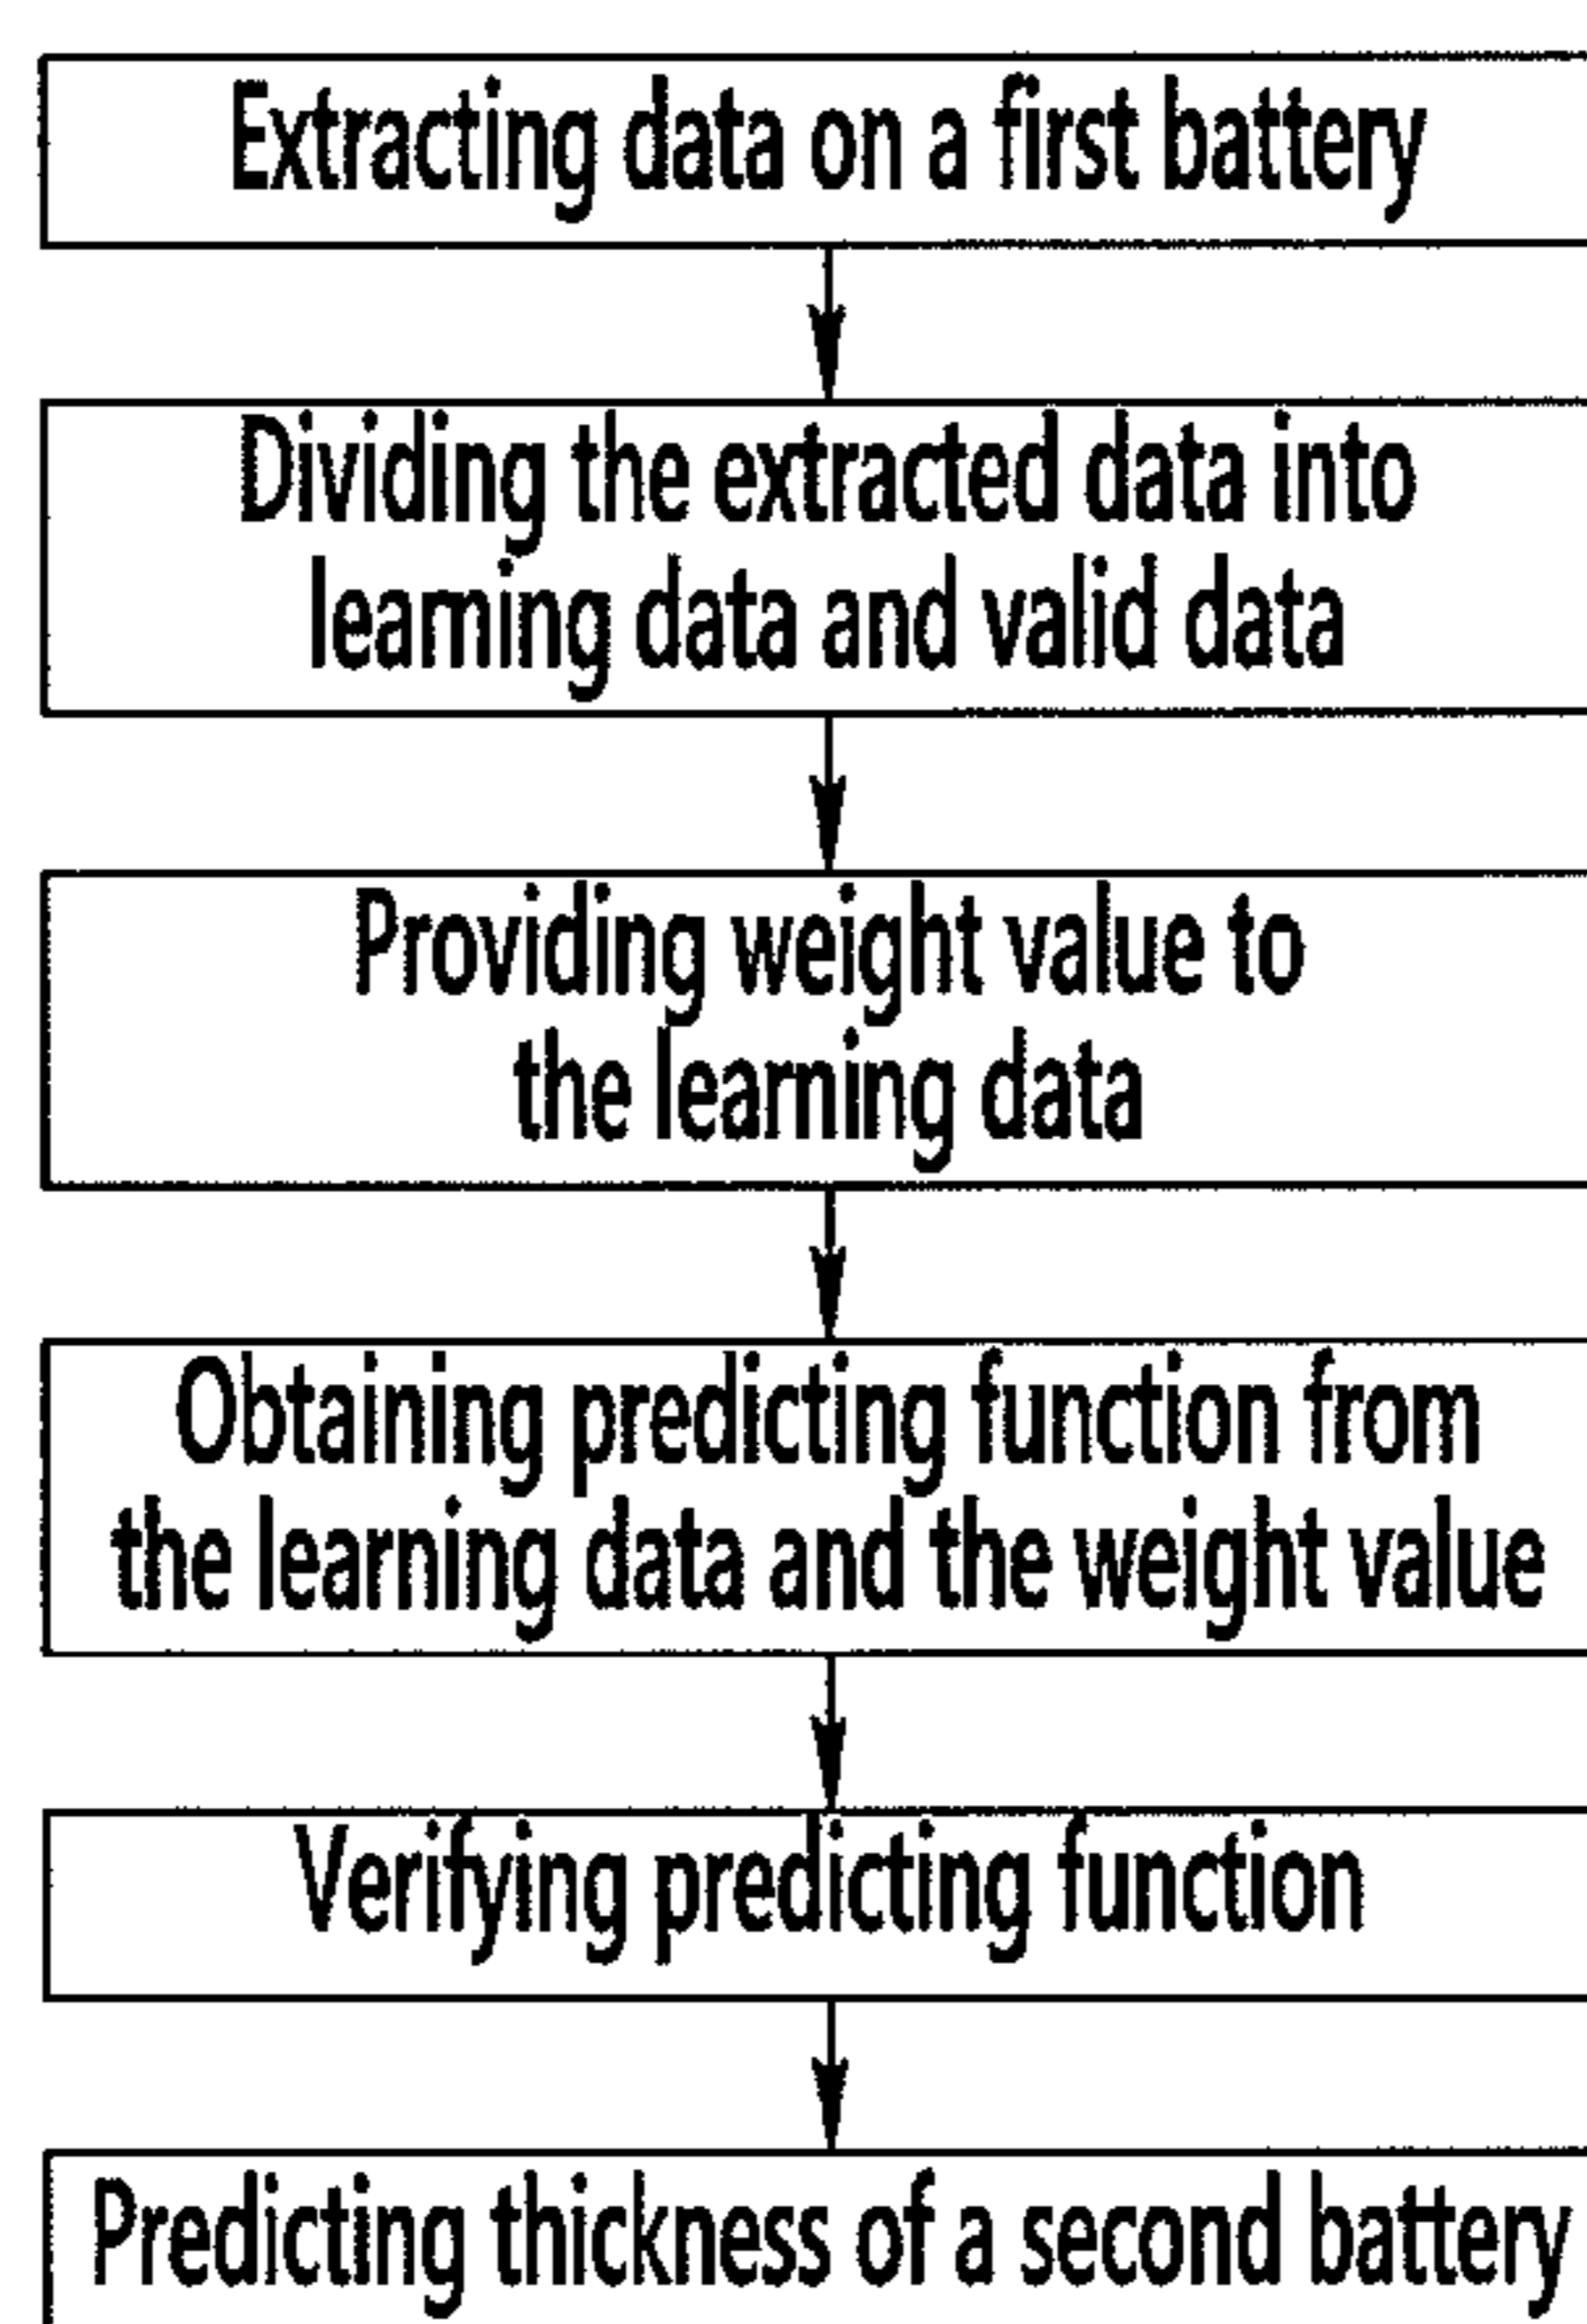 Extracting data on a first battery
Dividing the extracted data into
learning data and valid data
Providing weight value to
the learning data
Obtaining predicting function from
the learning data and the weight value
Verifying predicting function
Predicting thickness of a second battery